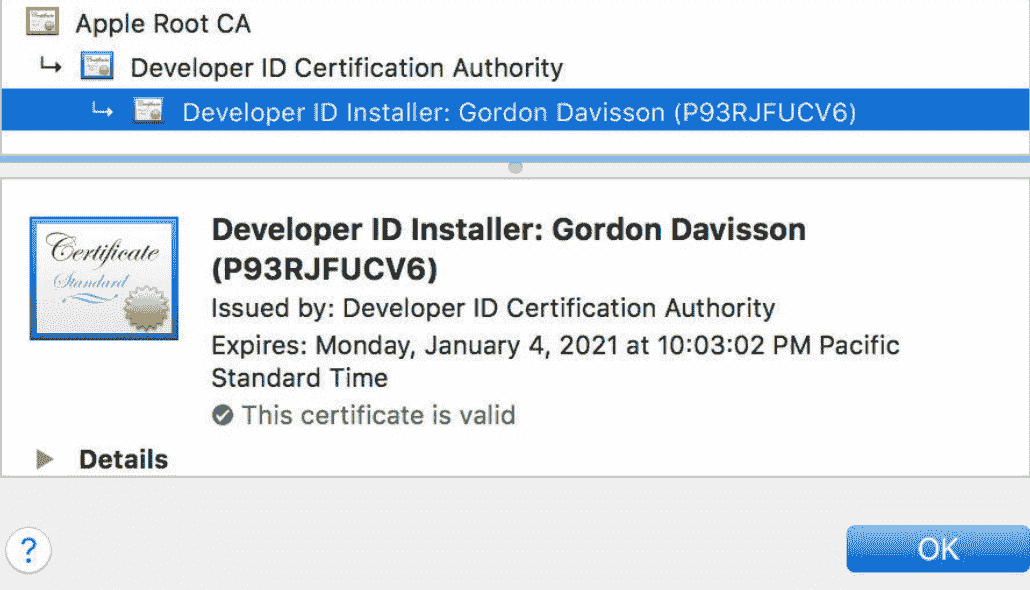 Apple Root CA
Developer ID Certification Authority
Developer ID Installer: Gordon Davisson (P93RJFUCV6)
Certificate
Standard
Developer ID Installer: Gordon Davisson
(P93RJFUCV6)
Issued by: Developer ID Certification Authority
Expires: Monday, January 4, 2021 at 10:03:02 PM Pacific
Standard Time
This certificate is valid
Details
?
OK